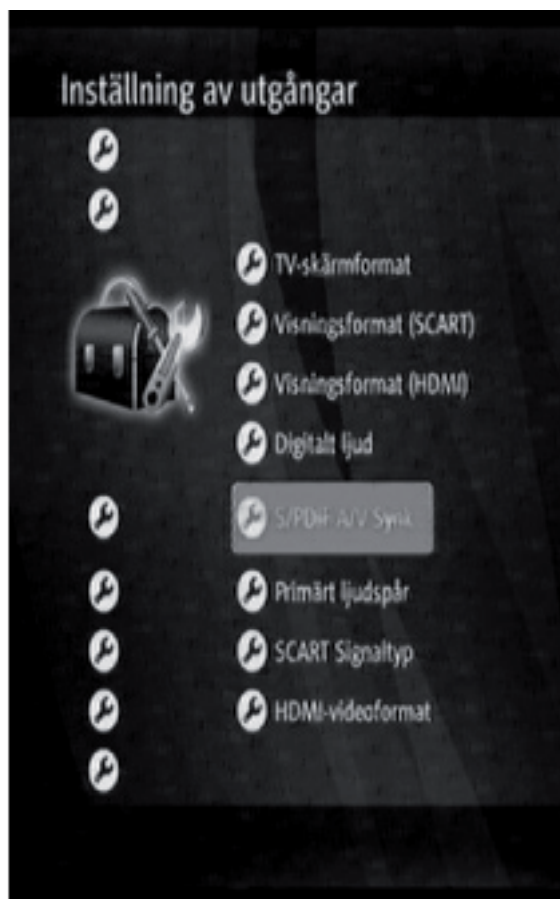 Inställning av utgångar
TV-skärmformat
Visningsformat (SCART)
Visningsformat (HDMI)
Digitalt ljud
S/PDIF A/V Synk
Primärt ljudspår
SCART Signaltyp
HDMI-videoformat